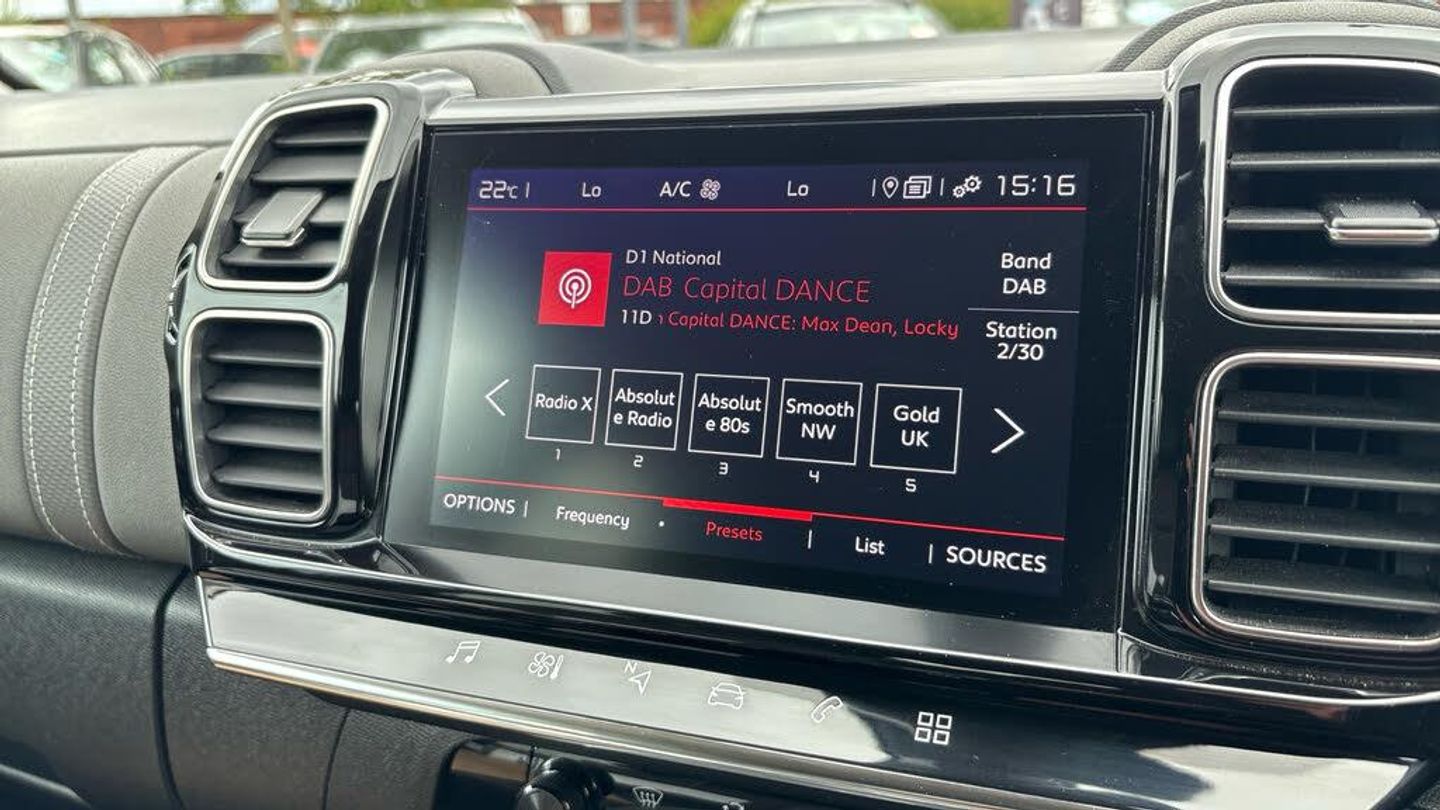 22°C Lo A/C Lo 15:16
D1 National
DAB Capital DANCE
11D Capital DANCE: Max Dean, Locky
Band
DAB
Station
2/30
Radio X
Absolut
e Radio
Absolut
e 80s
Smooth
NW
Gold
UK
1 2 3 4 5
OPTIONS Frequency Presets List SOURCES
N